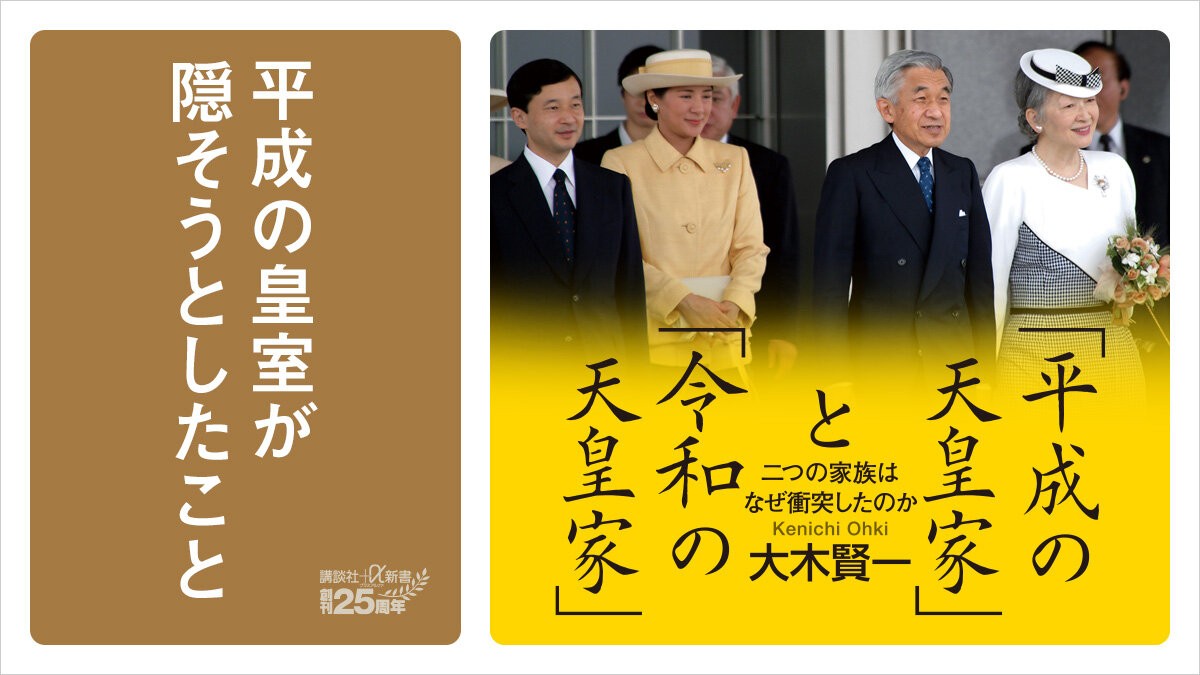 平成の皇室が
隠そうとしたこと
講談社+α新書
創刊25周年
「平成の
天皇家」
と
「令和の
天皇家」
二つの家族は
なぜ衝突したのか
Kenichi Ohki
大木賢一